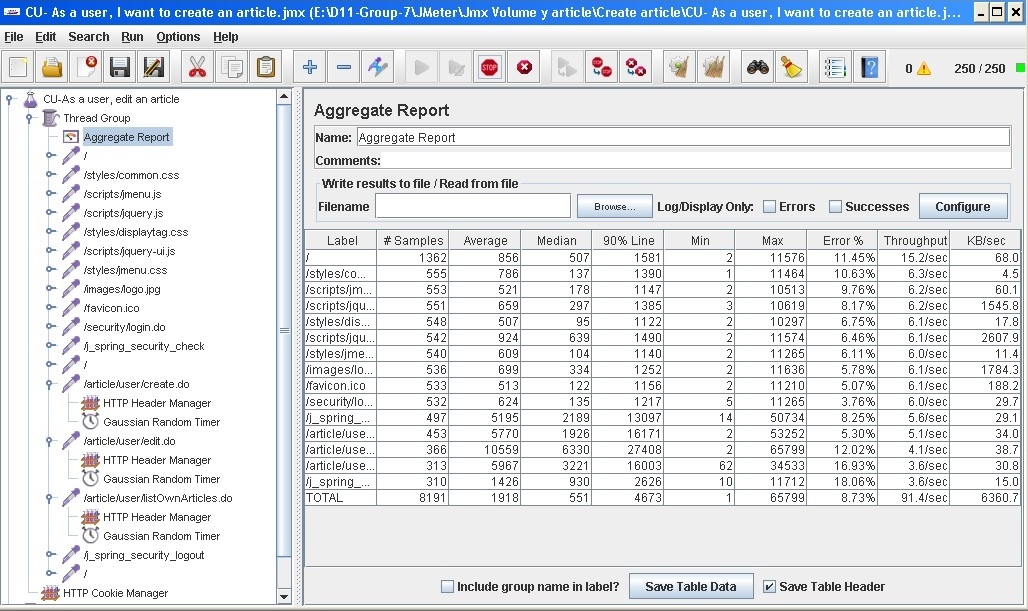 CU- As a user, I want to create an article.jmx (E:\D11-Group-7\JMeter\Jmx Volume y article\Create article\CU- As a user, I want to create an article.j...
File Edit Search Run Options Help
STOP STOP ? 0 250 / 250
CU-As a user, edit an article
Thread Group
Aggregate Report
/
/styles/common.css
/scripts/jmenu.js
/scripts/jquery.js
/styles/displaytag.css
/scripts/jquery-ui.js
/styles/jmenu.css
/images/logo.jpg
/favicon.ico
/security/login.do
/j_spring_security_check
/
/article/user/create.do
HTTP Header Manager
Gaussian Random Timer
/article/user/edit.do
HTTP Header Manager
Gaussian Random Timer
/article/user/listOwnArticles.do
HTTP Header Manager
Gaussian Random Timer
/j_spring_security_logout
/
HTTP Cookie Manager
Aggregate Report
Name: Aggregate Report
Comments:
Write results to file / Read from file
Filename Browse... Log/Display Only: Errors Successes Configure
Label # Samples Average Median 90% Line Min Max Error % Throughput KB/sec
/ 1362 856 507 1581 2 11576 11.45% 15.2/sec 68.0
/styles/co... 555 786 137 1390 1 11464 10.63% 6.3/sec 4.5
/scripts/jm... 553 521 178 1147 2 10513 9.76% 6.2/sec 60.1
/scripts/jqu... 551 659 297 1385 3 10619 8.17% 6.2/sec 1545.8
/styles/dis... 548 507 95 1122 2 10297 6.75% 6.1/sec 17.8
/scripts/jqu... 542 924 639 1490 2 11574 6.46% 6.1/sec 2607.9
/styles/jme... 540 609 104 1140 2 11265 6.11% 6.0/sec 11.4
/images/lo... 536 699 334 1252 2 11636 5.78% 6.1/sec 1784.3
/favicon.ico 533 513 122 1156 2 11210 5.07% 6.1/sec 188.2
/security/lo... 532 624 135 1217 5 11265 3.76% 6.0/sec 29.7
/j_spring_... 497 5195 2189 13097 14 50734 8.25% 5.6/sec 29.1
/article/use... 453 5770 1926 16171 2 53252 5.30% 5.1/sec 34.0
/article/use... 366 10559 6330 27408 2 65799 12.02% 4.1/sec 38.7
/article/use... 313 5967 3221 16003 62 34533 16.93% 3.6/sec 30.8
/j_spring_... 310 1426 930 2626 10 11712 18.06% 3.6/sec 15.0
TOTAL 8191 1918 551 4673 1 65799 8.73% 91.4/sec 6360.7
Include group name in label? Save Table Data Save Table Header